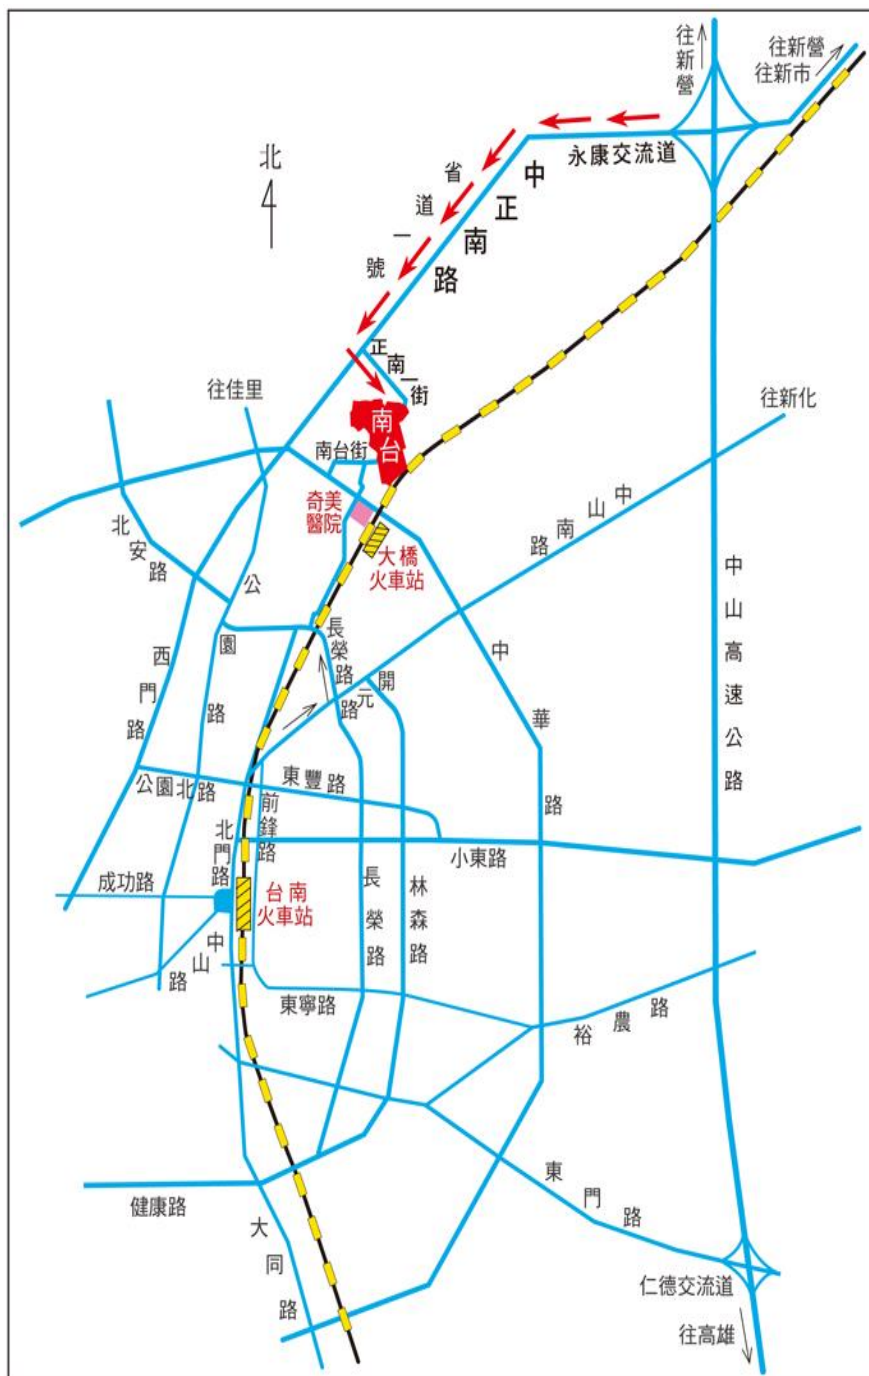 往新營
往新營
往新市
永康交流道
北
省道一號
中正南路
正南一街
往佳里
南台
往新化
南台街
奇美
醫院
大橋
火車站
中山南路
北安路
公園路
中山高速公路
長榮路
開元路
中華路
西門路
公園北路
東豐路
前鋒路
北門路
小東路
成功路
台南
火車站
長榮路
林森路
中山路
東寧路
裕農路
東門路
健康路
大同路
仁德交流道
往高雄